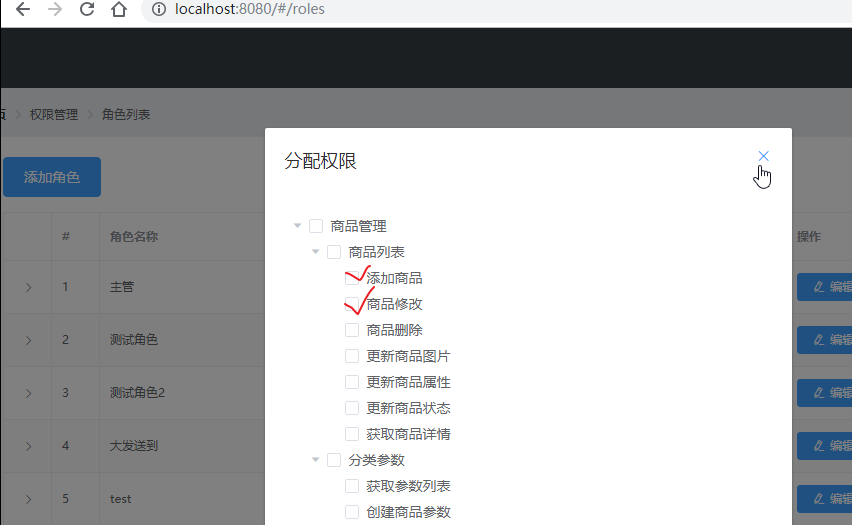 localhost:8080/#/roles
页 > 权限管理 > 角色列表
添加角色
分配权限
# 角色名称 操作
1 主管 编辑
2 测试角色 编辑
3 测试角色2 编辑
4 大发送到 编辑
5 test 编辑
商品管理
商品列表
添加商品
商品修改
商品删除
更新商品图片
更新商品属性
更新商品状态
获取商品详情
分类参数
获取参数列表
创建商品参数